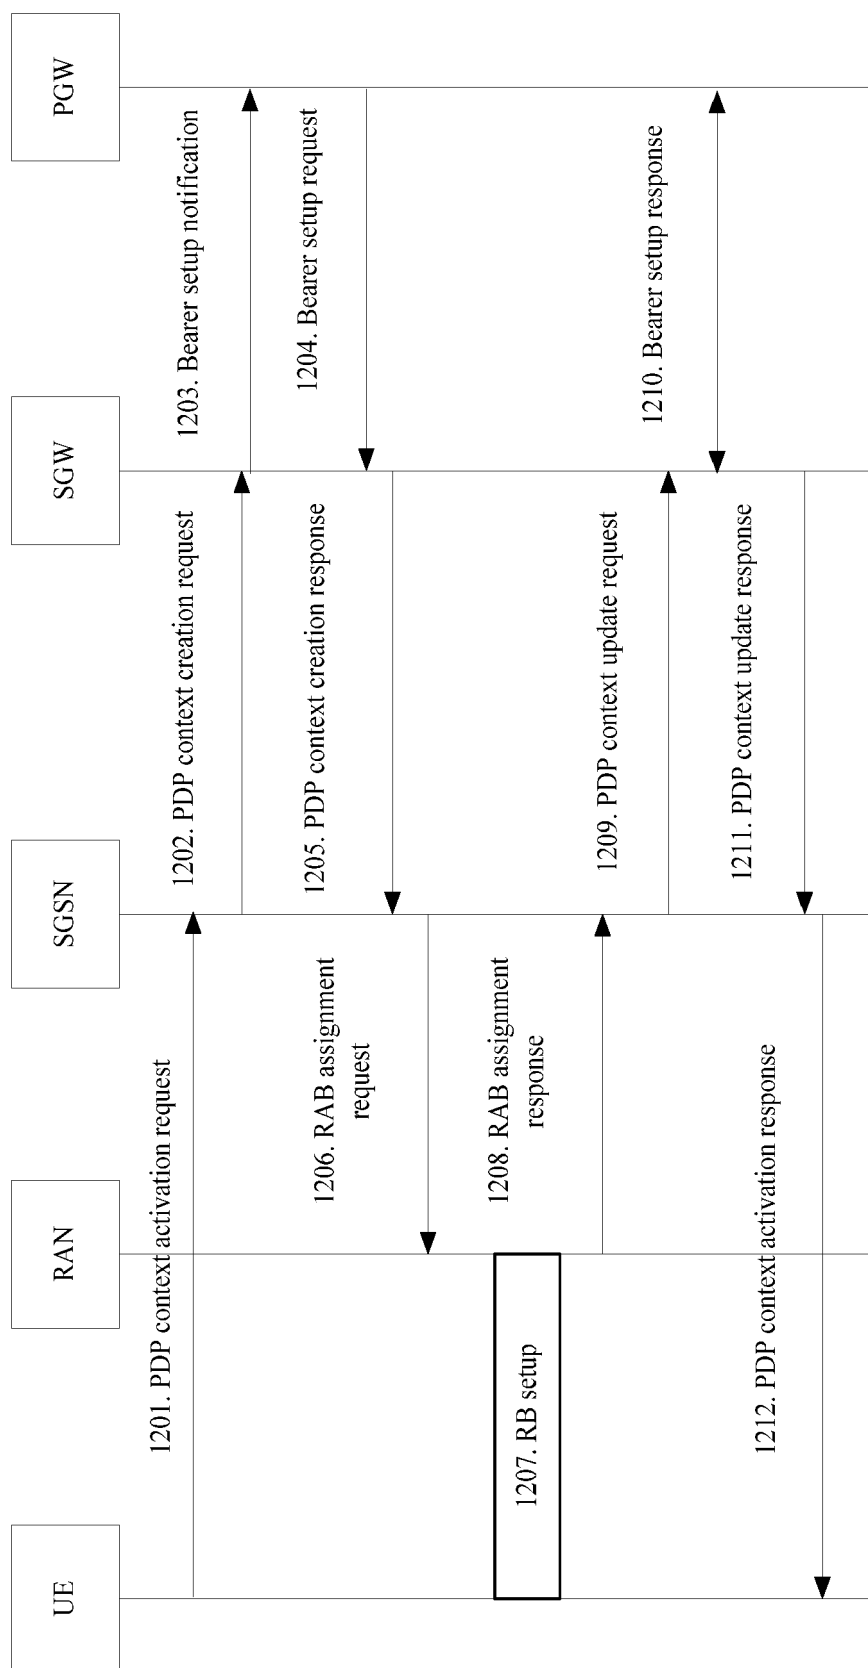 UE
RAN
SGSN
SGW
PGW
1201. PDP context activation request
1202. PDP context creation request
1203. Bearer setup notification
1204. Bearer setup request
1205. PDP context creation response
1206. RAB assignment
request
1207. RB setup
1208. RAB assignment
response
1209. PDP context update request
1210. Bearer setup response
1211. PDP context update response
1212. PDP context activation response